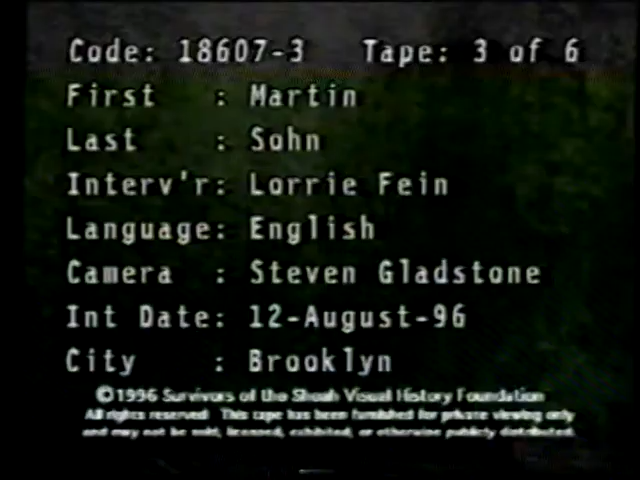 Code: 18607-3 Tape: 3 of 6
First : Martin
Last : Sohn
Interv'r: Lorrie Fein
Language: English
Camera : Steven Gladstone
Int Date: 12-August-96
City : Brooklyn
©1996 Survivors of the Shoah Visual History Foundation
All rights reserved This tape has been furnished for private viewing only
and may not be sold, licensed, exhibited, or otherwise publicly distributed.